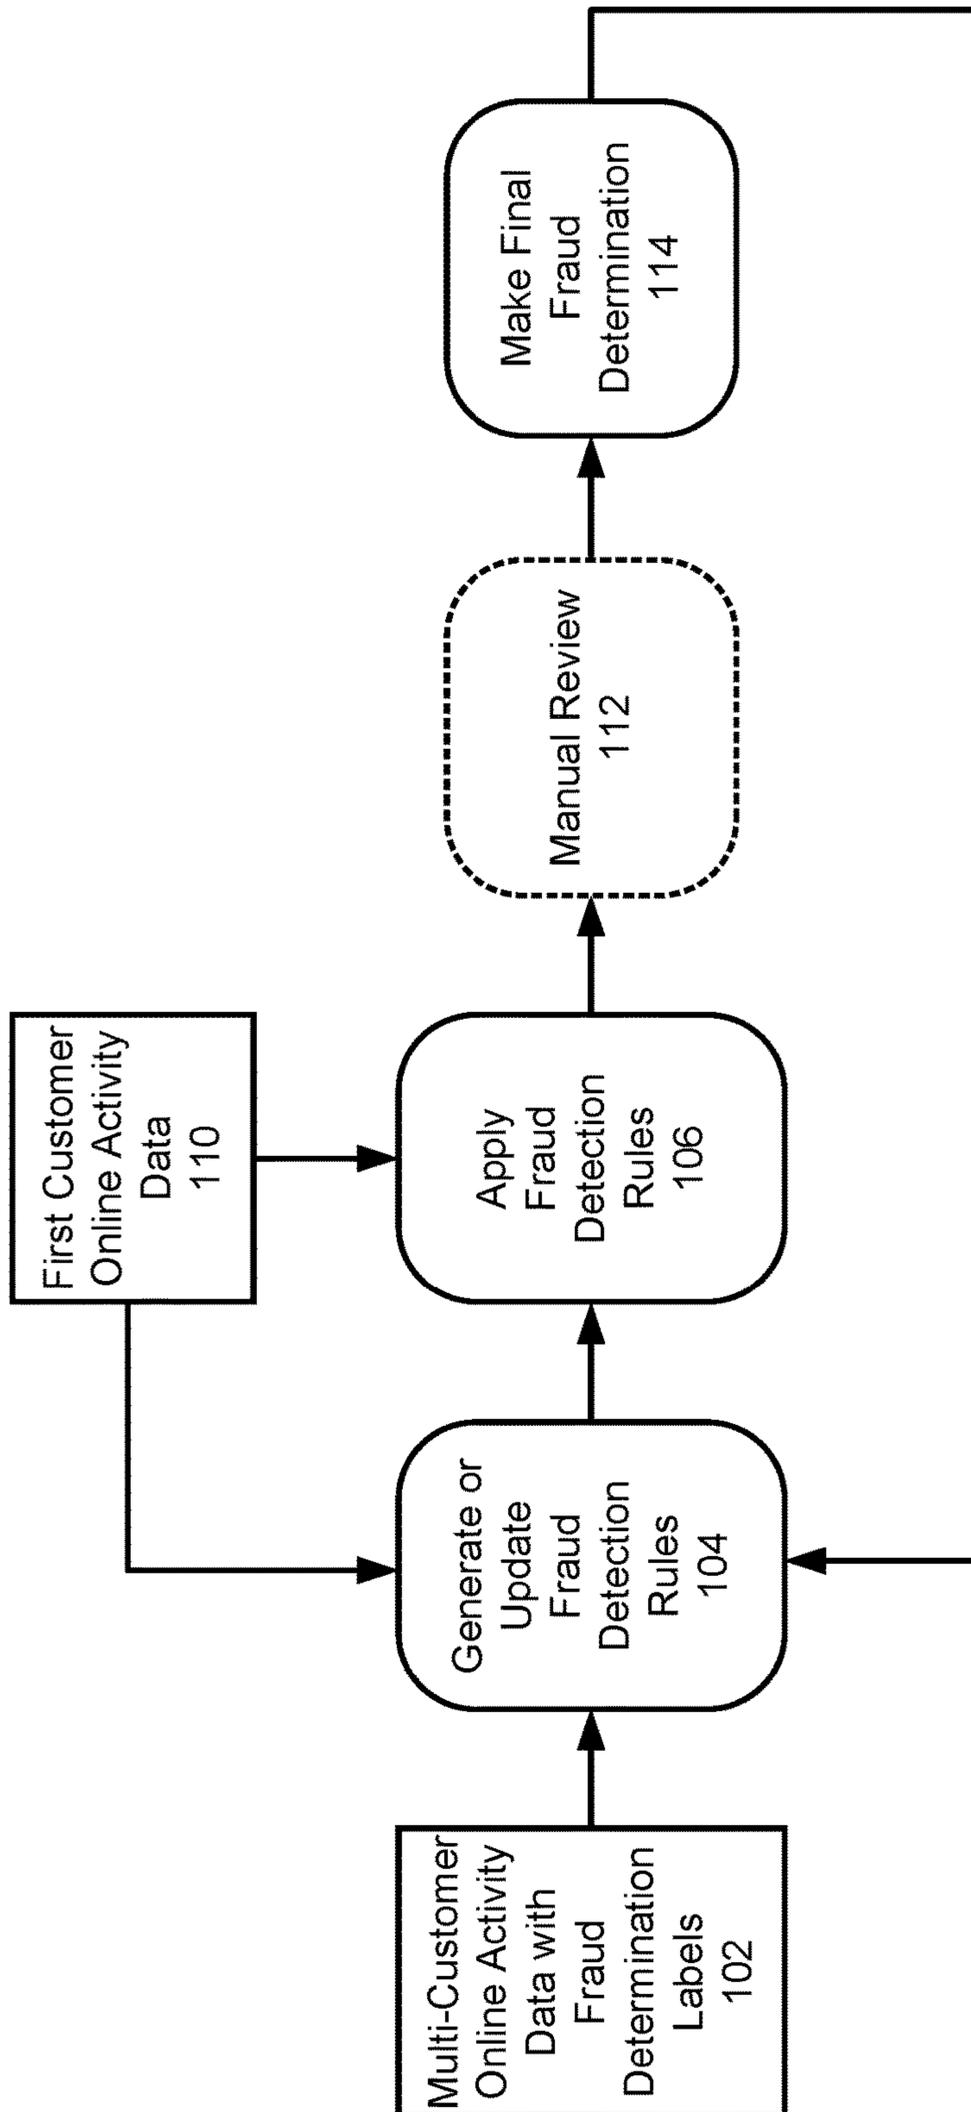 First Customer
Online Activity
Data
110
Multi-Customer
Online Activity
Data with
Fraud
Determination
Labels
102
Generate or
Update
Fraud
Detection
Rules
104
Apply
Fraud
Detection
Rules
106
Manual Review
112
Make Final
Fraud
Determination
114